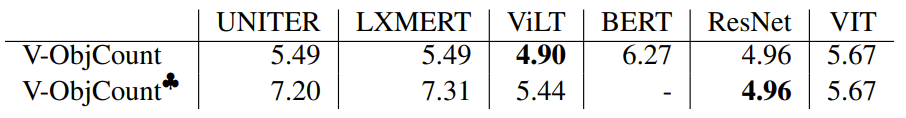 UNITER LXMERT ViLT BERT ResNet VIT
V-ObjCount 5.49 5.49 4.90 6.27 4.96 5.67
V-ObjCount♣ 7.20 7.31 5.44 - 4.96 5.67